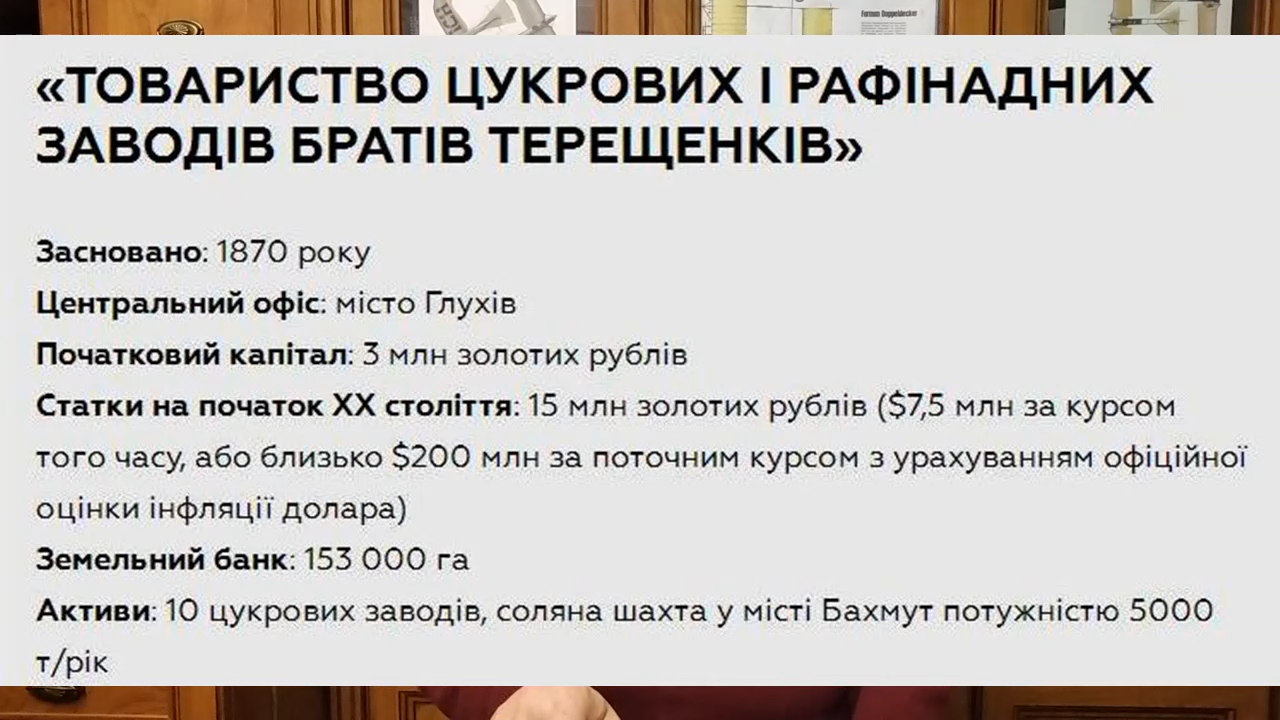 Farman Doppeldecker
«ТОВАРИСТВО ЦУКРОВИХ І РАФІНАДНИХ
ЗАВОДІВ БРАТІВ ТЕРЕЩЕНКІВ»
Засновано: 1870 року
Центральний офіс: місто Глухів
Початковий капітал: 3 млн золотих рублів
Статки на початок ХХ століття: 15 млн золотих рублів ($7,5 млн за курсом
того часу, або близько $200 млн за поточним курсом з урахуванням офіційної
оцінки інфляції долара)
Земельний банк: 153 000 га
Активи: 10 цукрових заводів, соляна шахта у місті Бахмут потужністю 5000
т/рік